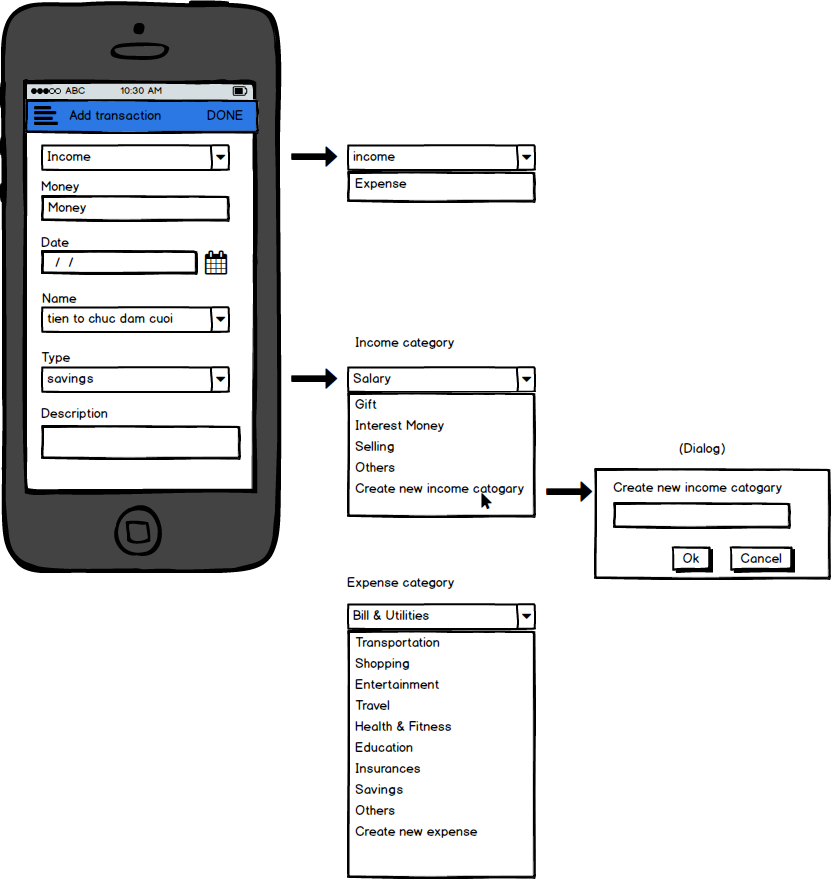 ABC 10:30 AM
Add transaction DONE
Income
Money
Money
Date
/ /
Name
tien to chuc dam cuoi
Type
savings
Description
income
Expense
Income category
Salary
Gift
Interest Money
Selling
Others
Create new income catogary
(Dialog)
Create new income catogary
Ok Cancel
Expense category
Bill & Utilities
Transportation
Shopping
Entertainment
Travel
Health & Fitness
Education
Insurances
Savings
Others
Create new expense